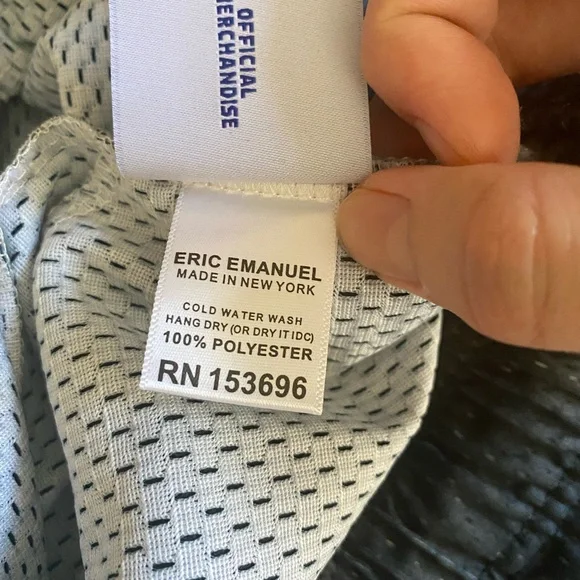 OFFICIAL
MERCHANDISE
ERIC EMANUEL
MADE IN NEW YORK
COLD WATER WASH
HANG DRY (OR DRY IT IDC)
100% POLYESTER
RN 153696